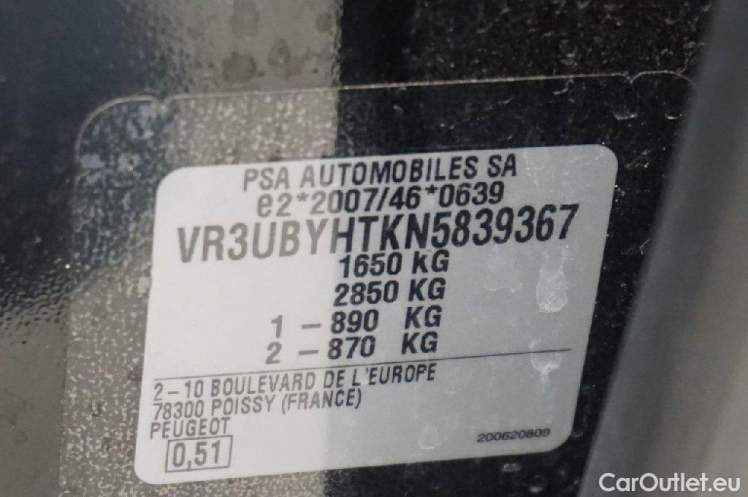 PSA AUTOMOBILES SA
e2*2007/46*0639
VR3UBYHTKN5839367
1650 KG
2850 KG
1 - 890 KG
2 - 870 KG
2-10 BOULEVARD DE L'EUROPE
78300 POISSY (FRANCE)
PEUGEOT
0,51
200620809
CarOutlet.eu